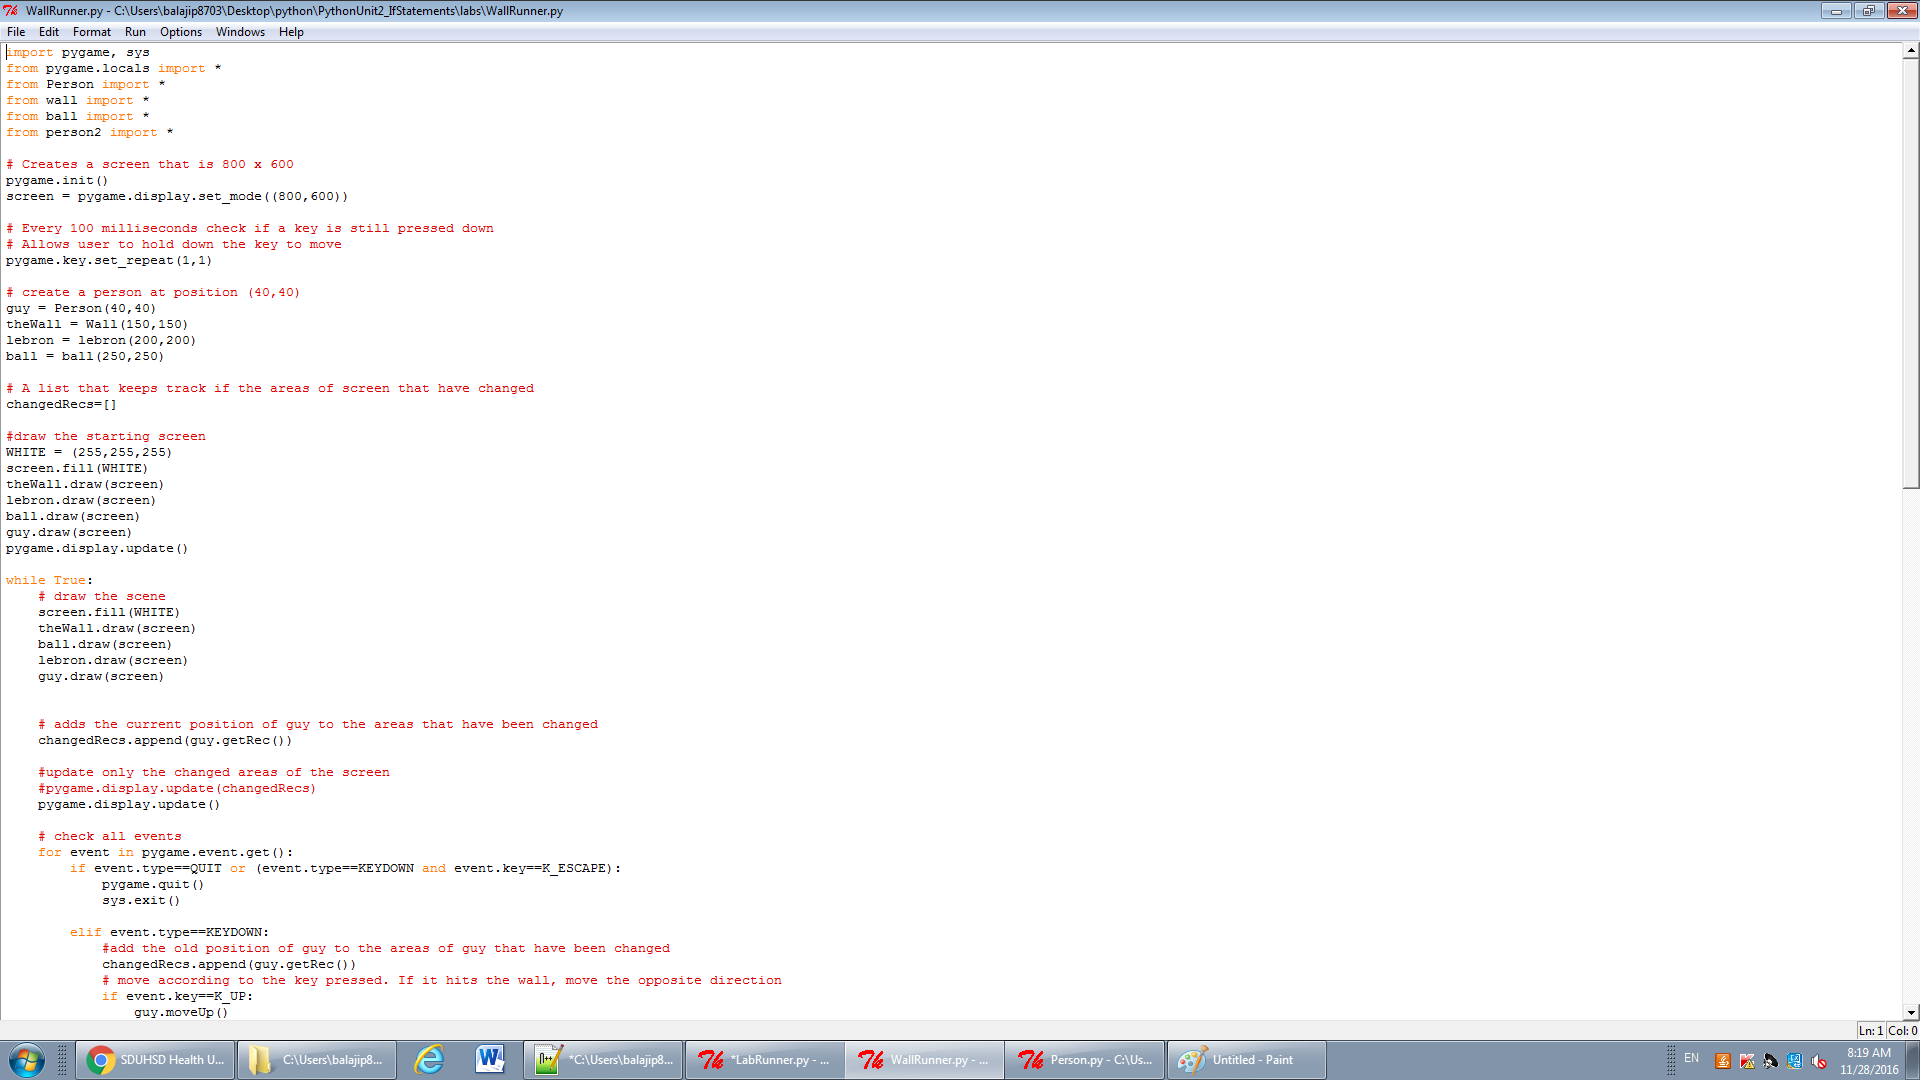 WallRunner.py - C:\Users\balajip8703\Desktop\python\PythonUnit2_IfStatements\labs\WallRunner.py
File Edit Format Run Options Windows Help
import pygame, sys
from pygame.locals import *
from Person import *
from wall import *
from ball import *
from person2 import *
# Creates a screen that is 800 x 600
pygame.init()
screen = pygame.display.set_mode((800,600))
# Every 100 milliseconds check if a key is still pressed down
# Allows user to hold down the key to move
pygame.key.set_repeat(1,1)
# create a person at position (40,40)
guy = Person(40,40)
theWall = Wall(150,150)
lebron = lebron(200,200)
ball = ball(250,250)
# A list that keeps track if the areas of screen that have changed
changedRecs=[]
#draw the starting screen
WHITE = (255,255,255)
screen.fill(WHITE)
theWall.draw(screen)
lebron.draw(screen)
ball.draw(screen)
guy.draw(screen)
pygame.display.update()
while True:
    # draw the scene
    screen.fill(WHITE)
    theWall.draw(screen)
    ball.draw(screen)
    lebron.draw(screen)
    guy.draw(screen)
    # adds the current position of guy to the areas that have been changed
    changedRecs.append(guy.getRec())
    #update only the changed areas of the screen
    #pygame.display.update(changedRecs)
    pygame.display.update()
    # check all events
    for event in pygame.event.get():
        if event.type==QUIT or (event.type==KEYDOWN and event.key==K_ESCAPE):
            pygame.quit()
            sys.exit()
        elif event.type==KEYDOWN:
            #add the old position of guy to the areas of guy that have been changed
            changedRecs.append(guy.getRec())
            # move according to the key pressed. If it hits the wall, move the opposite direction
            if event.key==K_UP:
                guy.moveUp()
Ln: 1 Col: 0
SDUHSD Health U... C:\Users\balajip8... *C:\Users\balajip8... *LabRunner.py - ... WallRunner.py - ... Person.py - C:\Us... Untitled - Paint EN 8:19 AM
11/28/2016